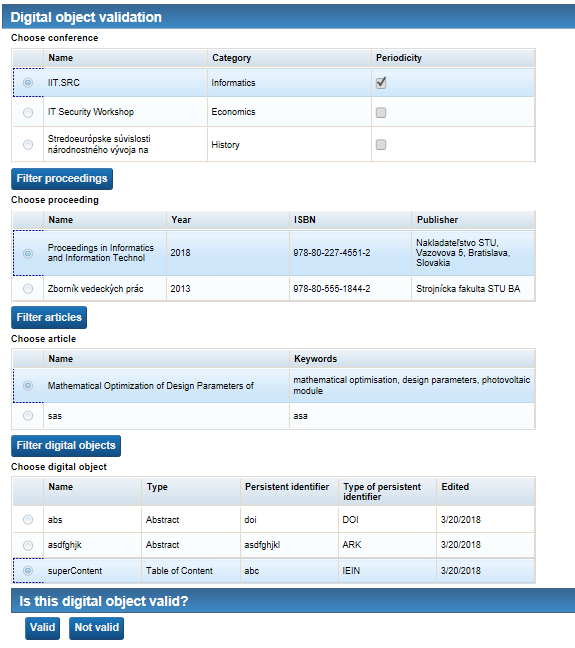 Digital object validation
Choose conference
Name Category Periodicity
IIT.SRC Informatics
IT Security Workshop Economics
Stredoeurópske súvislosti
národnostného vývoja na History
Filter proceedings
Choose proceeding
Name Year ISBN Publisher
Proceedings in Informatics
and Information Technol 2018 978-80-227-4551-2 Nakladateľstvo STU,
Vazovova 5, Bratislava,
Slovakia
Zborník vedeckých prác 2013 978-80-555-1844-2 Strojnícka fakulta STU BA
Filter articles
Choose article
Name Keywords
Mathematical Optimization of Design Parameters of mathematical optimisation, design parameters, photovoltaic
module
sas asa
Filter digital objects
Choose digital object
Name Type Persistent identifier Type of persistent
identifier Edited
abs Abstract doi DOI 3/20/2018
asdfghjk Abstract asdfghjkl ARK 3/20/2018
superContent Table of Content abc IEIN 3/20/2018
Is this digital object valid?
Valid Not valid